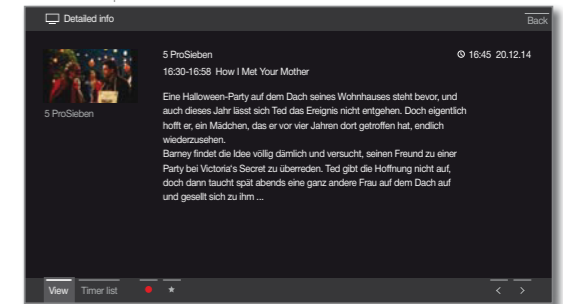 Detailed info
Back
5 ProSieben
16:45 20.12.14
16:30-16:58 How I Met Your Mother
5 ProSieben
Eine Halloween-Party auf dem Dach seines Wohnhauses steht bevor, und
auch dieses Jahr lässt sich Ted das Ereignis nicht entgehen. Doch eigentlich
hofft er, ein Mädchen, das er vor vier Jahren dort getroffen hat, endlich
wiederzusehen.
Barney findet die Idee völlig dämlich und versucht, seinen Freund zu einer
Party bei Victoria's Secret zu überreden. Ted gibt die Hoffnung nicht auf,
doch dann taucht spät abends eine ganz andere Frau auf dem Dach auf
und gesellt sich zu ihm ...
View
Timer list